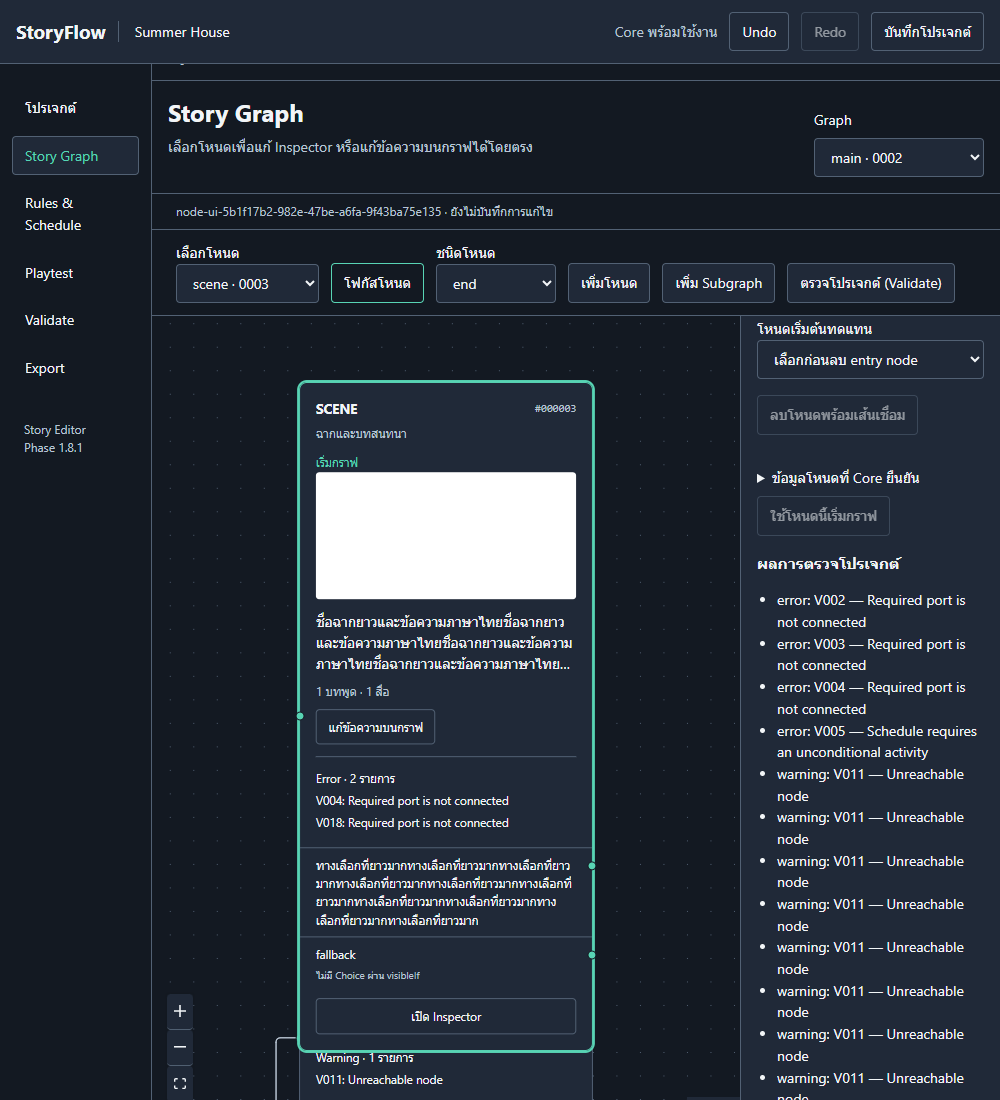 StoryFlow
Summer House
Core พร้อมใช้งาน
Undo
Redo
บันทึกโปรเจกต์
โปรเจกต์
Story Graph
Rules &
Schedule
Playtest
Validate
Export
Story Editor
Phase 1.8.1
Story Graph
เลือกโหนดเพื่อแก้ Inspector หรือแก้ข้อความบนกราฟได้โดยตรง
Graph
main · 0002
node-ui-5b1f17b2-982e-47be-a6fa-9f43ba75e135 · ยังไม่บันทึกการแก้ไข
เลือกโหนด
scene · 0003
โฟกัสโหนด
ชนิดโหนด
end
เพิ่มโหนด
เพิ่ม Subgraph
ตรวจโปรเจกต์ (Validate)
SCENE
#000003
ฉากและบทสนทนา
เริ่มกราฟ
ชื่อฉากยาวและข้อความภาษาไทยชื่อฉากยาว
และข้อความภาษาไทยชื่อฉากยาวและข้อความ
ภาษาไทยชื่อฉากยาวและข้อความภาษาไทย...
1 บทพูด · 1 สื่อ
แก้ข้อความบนกราฟ
Error · 2 รายการ
V004: Required port is not connected
V018: Required port is not connected
ทางเลือกที่ยาวมากทางเลือกที่ยาวมากทางเลือกที่ยาว
มากทางเลือกที่ยาวมากทางเลือกที่ยาวมากทางเลือกที่
ยาวมากทางเลือกที่ยาวมากทางเลือกที่ยาวมากทาง
เลือกที่ยาวมากทางเลือกที่ยาวมาก
fallback
ไม่มี Choice ผ่าน visibleIf
เปิด Inspector
Warning · 1 รายการ
V011: Unreachable node
โหนดเริ่มต้นทดแทน
เลือกก่อนลบ entry node
ลบโหนดพร้อมเส้นเชื่อม
ข้อมูลโหนดที่ Core ยืนยัน
ใช้โหนดนี้เริ่มกราฟ
ผลการตรวจโปรเจกต์
error: V002 — Required port is
not connected
error: V003 — Required port is
not connected
error: V004 — Required port is
not connected
error: V005 — Schedule requires
an unconditional activity
warning: V011 — Unreachable
node
warning: V011 — Unreachable
node
warning: V011 — Unreachable
node
warning: V011 — Unreachable
node
warning: V011 — Unreachable
node
warning: V011 — Unreachable
node
warning: V011 — Unreachable
node
warning: V011 — Unreachable
node